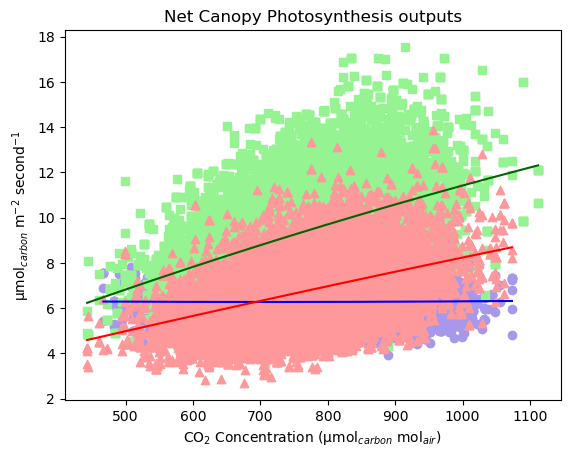 Net Canopy Photosynthesis outputs
18
16
14
12
10
8
6
4
2
μmol_carbon m⁻² second⁻¹
500 600 700 800 900 1000 1100
CO₂ Concentration (μmol_carbon mol_air)